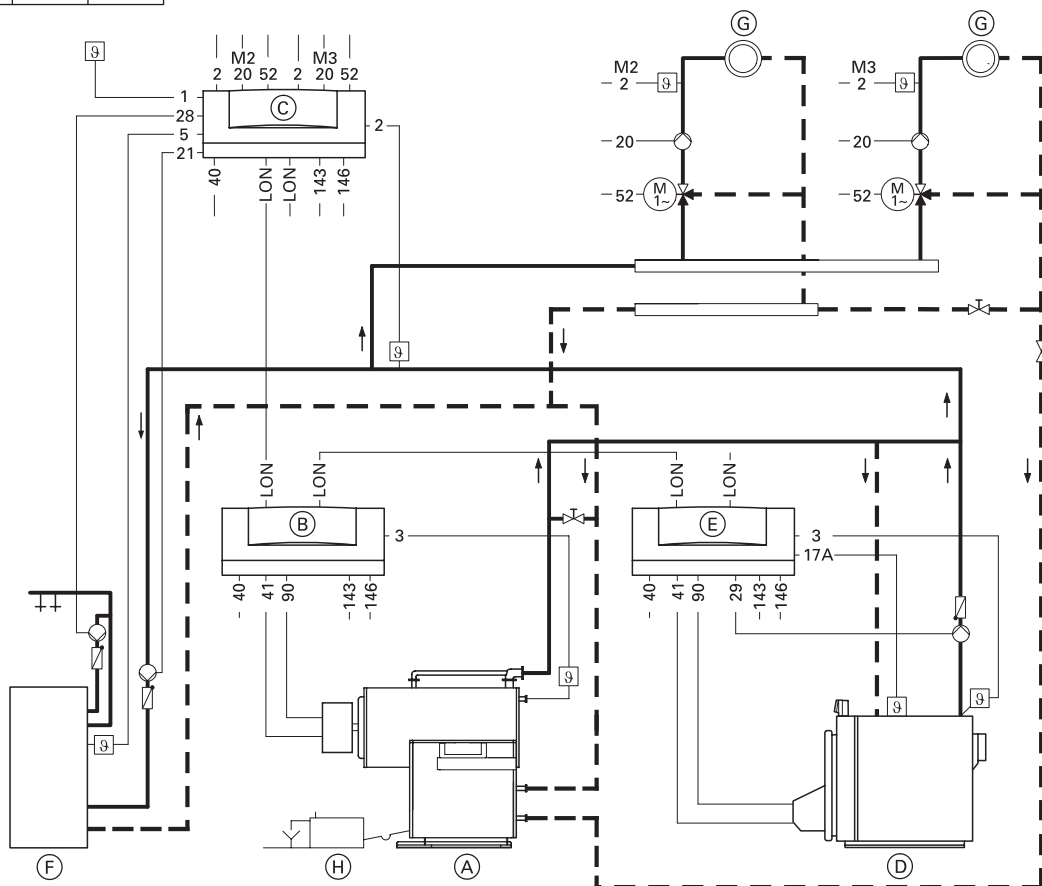 G G
ϑ
M2 M3
2 20 52 2 20 52
M2
2 ϑ
M3
2 ϑ
1
C
28
2
5
21
20 20
40 LON LON 143 146
52 M
1~
52 M
1~
ϑ
LON LON LON LON
B E
3 3
17A
40 41 90 143 146
40 41 90 29 143 146
ϑ
ϑ ϑ
ϑ
F H A D